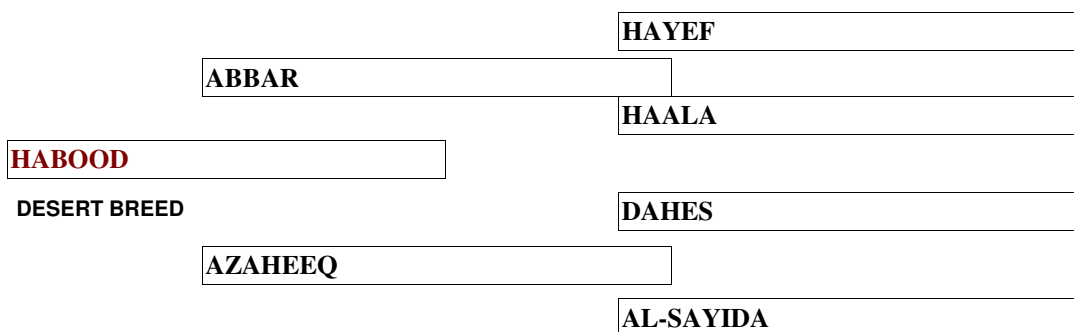 HAYEF
ABBAR
HAALA
HABOOD
DESERT BREED
DAHES
AZAHEEQ
AL-SAYIDA